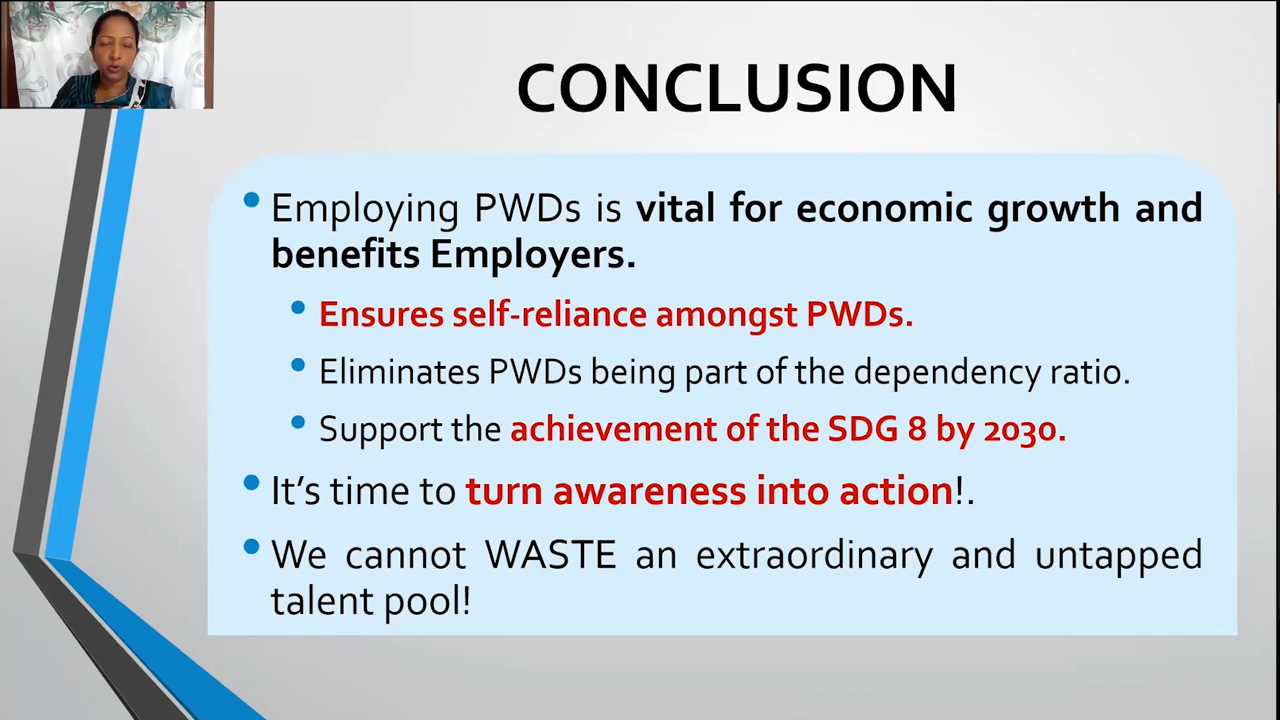 CONCLUSION
• Employing PWDs is vital for economic growth and
benefits Employers.
• Ensures self-reliance amongst PWDs.
• Eliminates PWDs being part of the dependency ratio.
• Support the achievement of the SDG 8 by 2030.
• It’s time to turn awareness into action!.
• We cannot WASTE an extraordinary and untapped
talent pool!